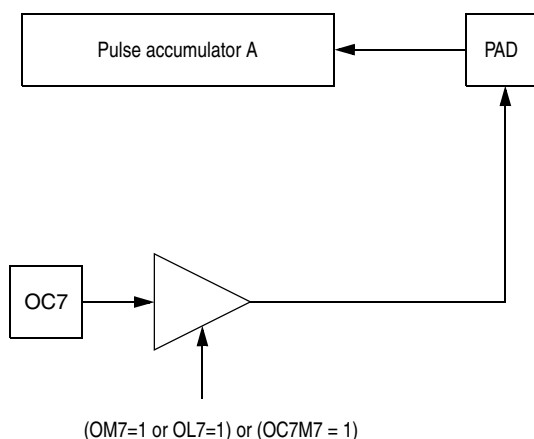 Pulse accumulator A
PAD
OC7
(OM7=1 or OL7=1) or (OC7M7 = 1)